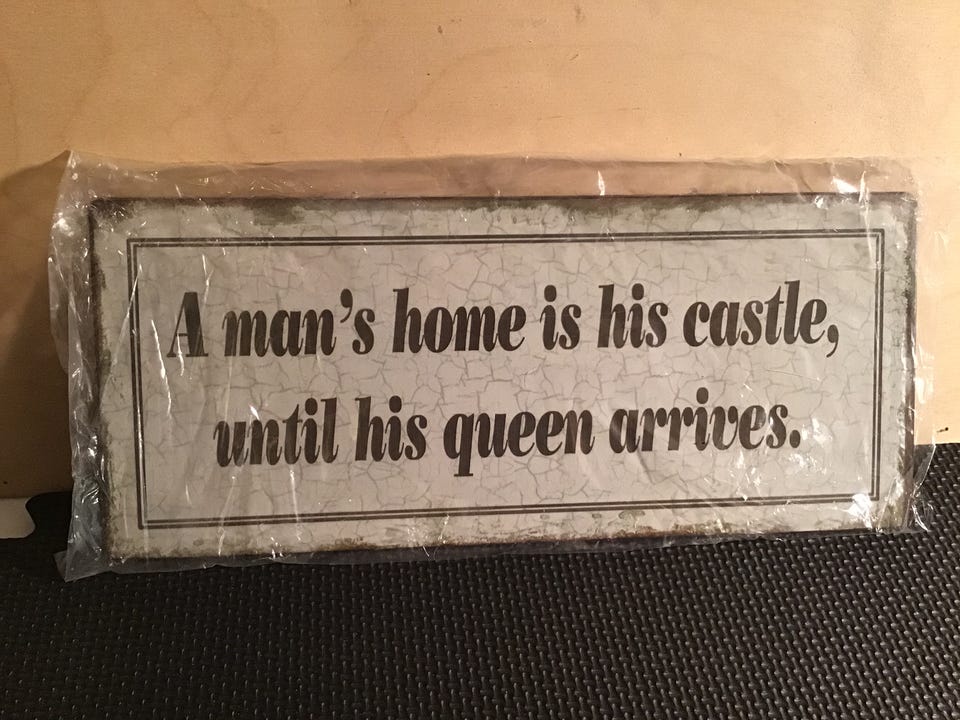 A man’s home is his castle,
until his queen arrives.